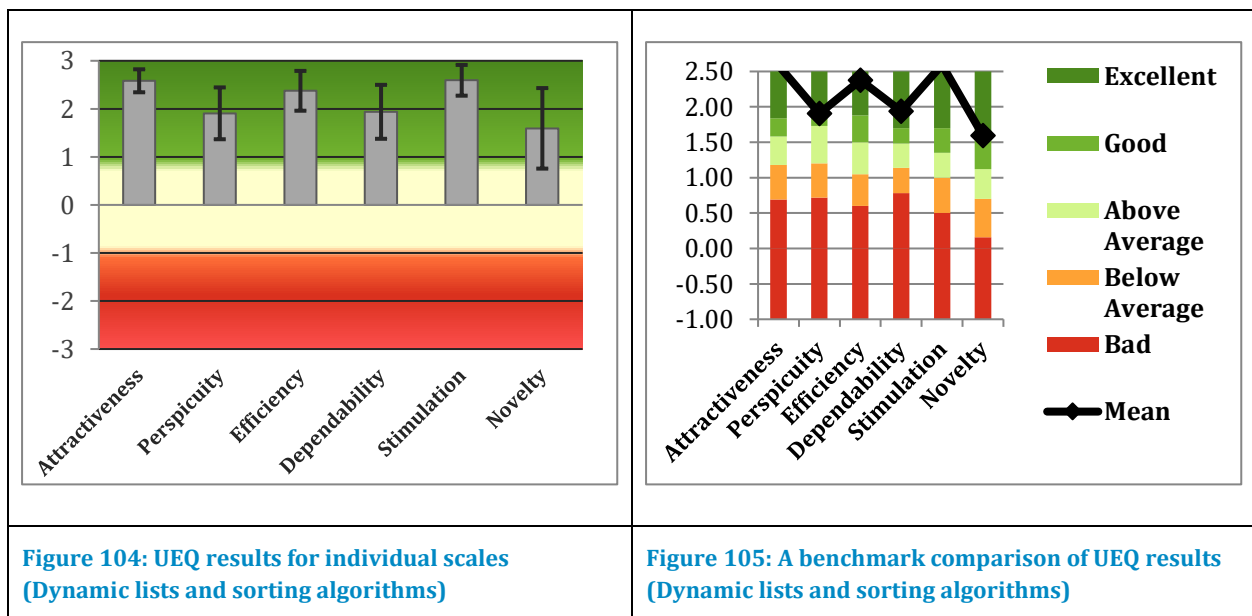 3
2
1
0
-1
-2
-3
Attractiveness
Perspicuity
Efficiency
Dependability
Stimulation
Novelty
2.50
2.00
1.50
1.00
0.50
0.00
-0.50
-1.00
Attractiveness
Perspicuity
Efficiency
Dependability
Stimulation
Novelty
Excellent
Good
Above
Average
Below
Average
Bad
Mean
Figure 104: UEQ results for individual scales
(Dynamic lists and sorting algorithms)
Figure 105: A benchmark comparison of UEQ results
(Dynamic lists and sorting algorithms)